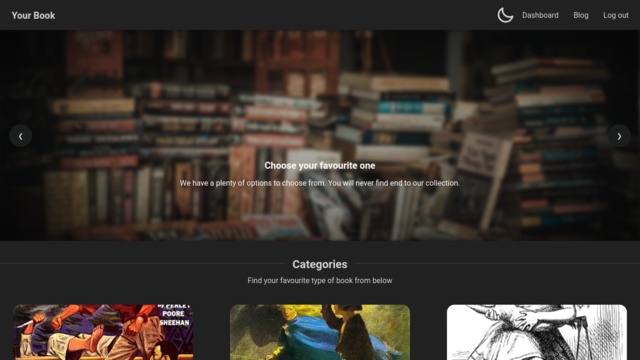 Your Book
Dashboard
Blog
Log out
Choose your favourite one
We have a plenty of options to choose from. You will never find end to our collection.
Categories
Find your favourite type of book from below
BY PERLEY
POORE
SHEEHAN